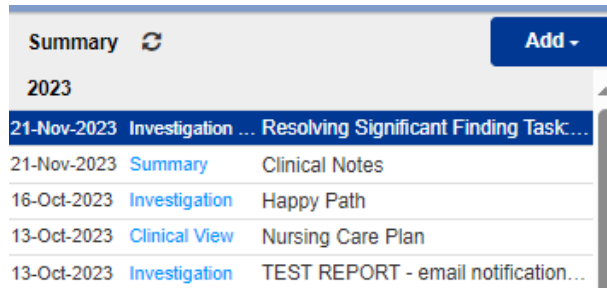 Summary Add
2023
21-Nov-2023 Investigation ... Resolving Significant Finding Task:...
21-Nov-2023 Summary Clinical Notes
16-Oct-2023 Investigation Happy Path
13-Oct-2023 Clinical View Nursing Care Plan
13-Oct-2023 Investigation TEST REPORT - email notification...